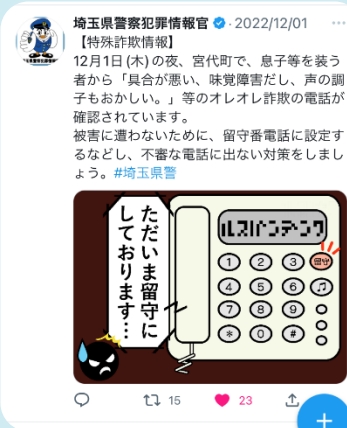 埼玉県警察犯罪情報官 · 2022/12/01 …
【特殊詐欺情報】
12月1日(木)の夜、宮代町で、息子等を装う
者から「具合が悪い、味覚障害だし、声の調
子もおかしい。」等のオレオレ詐欺の電話が
確認されています。
被害に遭わないために、留守番電話に設定す
るなどし、不審な電話に出ない対策をしまし
ょう。#埼玉県警
ただいま留守に
しております…
ルスバンデンワ
1 2 3 留守
4 5 6
7 8 9
* 0 #
15 23